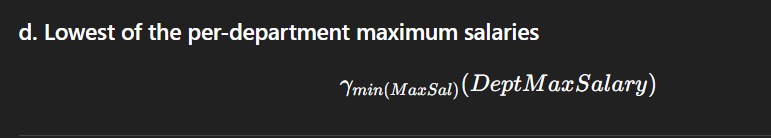 d. Lowest of the per-department maximum salaries
γmin(MaxSal)(DeptMaxSalary)